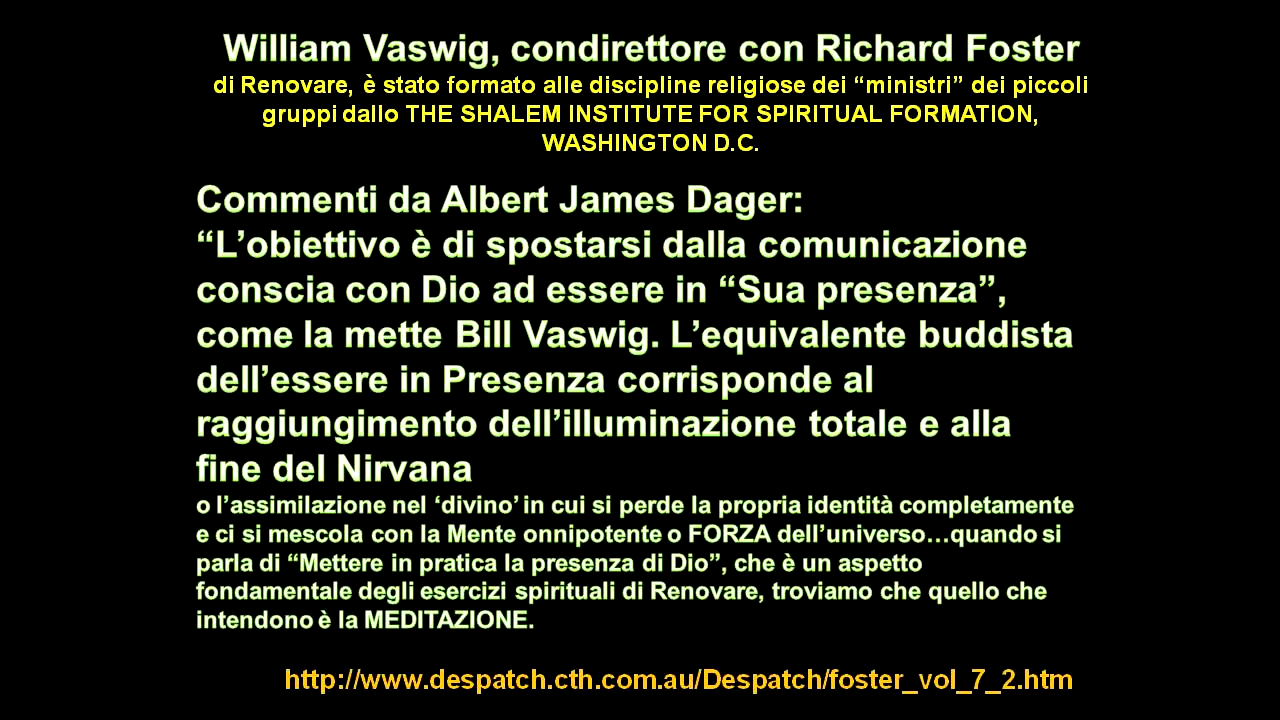 William Vaswig, condirettore con Richard Foster
di Renovare, è stato formato alle discipline religiose dei “ministri” dei piccoli
gruppi dallo THE SHALEM INSTITUTE FOR SPIRITUAL FORMATION,
WASHINGTON D.C.
Commenti da Albert James Dager:
“L’obiettivo è di spostarsi dalla comunicazione
conscia con Dio ad essere in “Sua presenza”,
come la mette Bill Vaswig. L’equivalente buddista
dell’essere in Presenza corrisponde al
raggiungimento dell’illuminazione totale e alla
fine del Nirvana
o l’assimilazione nel ‘divino’ in cui si perde la propria identità completamente
e ci si mescola con la Mente onnipotente o FORZA dell’universo…quando si
parla di “Mettere in pratica la presenza di Dio”, che è un aspetto
fondamentale degli esercizi spirituali di Renovare, troviamo che quello che
intendono è la MEDITAZIONE.
http://www.despatch.cth.com.au/Despatch/foster_vol_7_2.htm